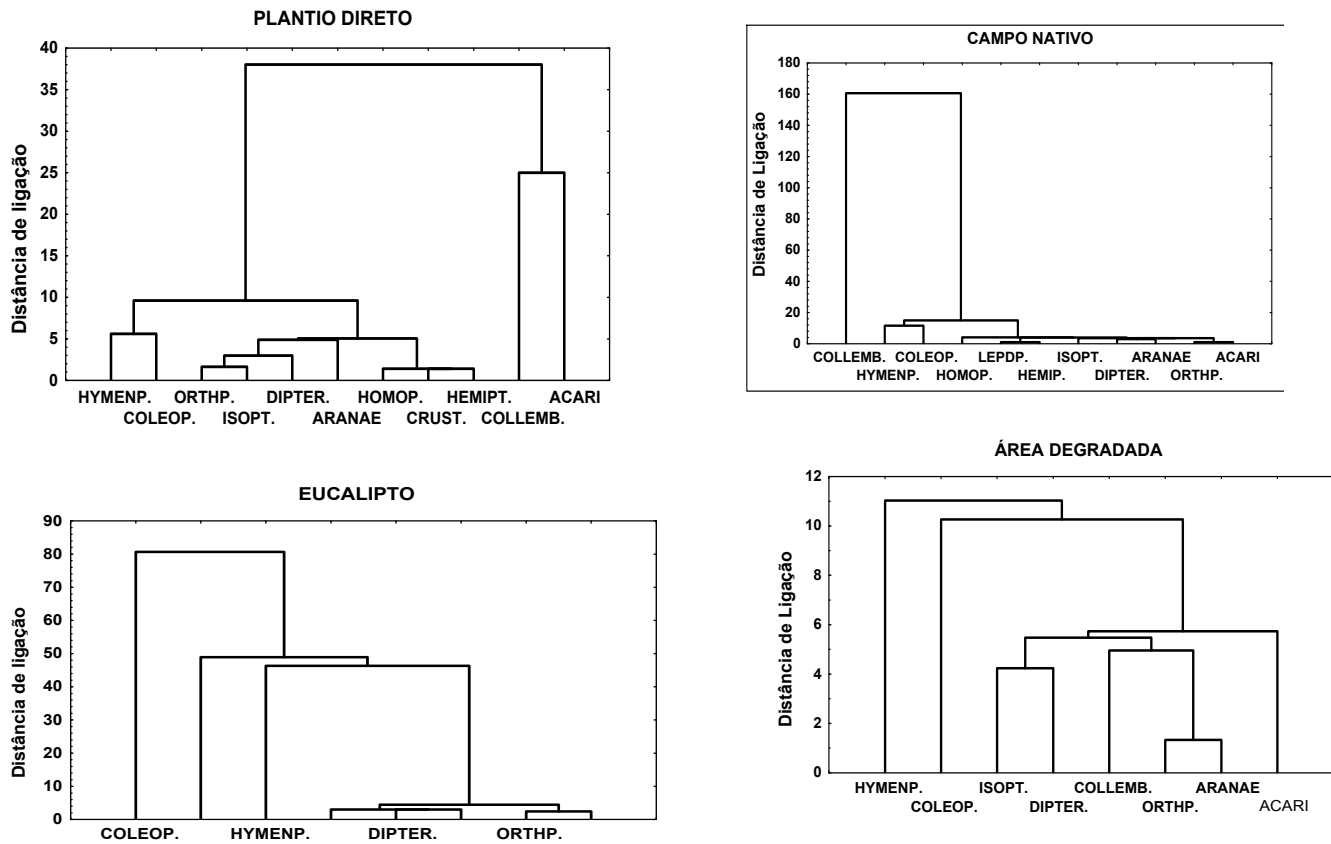 PLANTIO DIRETO
40
35
30
25
20
15
10
5
0
Distância de ligação
HYMENP. ORTHP. DIPTER. HOMOP. HEMIPT. ACARI
COLEOP. ISOPT. ARANAE CRUST. COLLEMB.
CAMPO NATIVO
180
160
140
120
100
80
60
40
20
0
Distância de Ligação
COLLEMB. COLEOP. LEPDP. ISOPT. ARANAE ACARI
HYMENP. HOMOP. HEMIP. DIPTER. ORTHP.
EUCALIPTO
90
80
70
60
50
40
30
20
10
0
Distância de ligação
COLEOP. HYMENP. DIPTER. ORTHP.
ÁREA DEGRADADA
12
10
8
6
4
2
0
Distância de Ligação
HYMENP. ISOPT. COLLEMB. ARANAE
COLEOP. DIPTER. ORTHP. ACARI